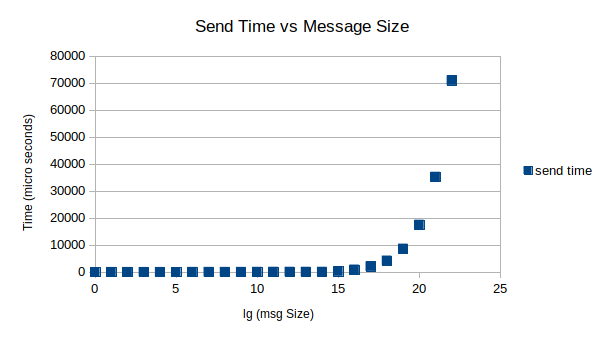 Send Time vs Message Size
80000
70000
60000
50000
40000
30000
20000
10000
0
0 5 10 15 20 25
Time (micro seconds)
lg (msg Size)
send time